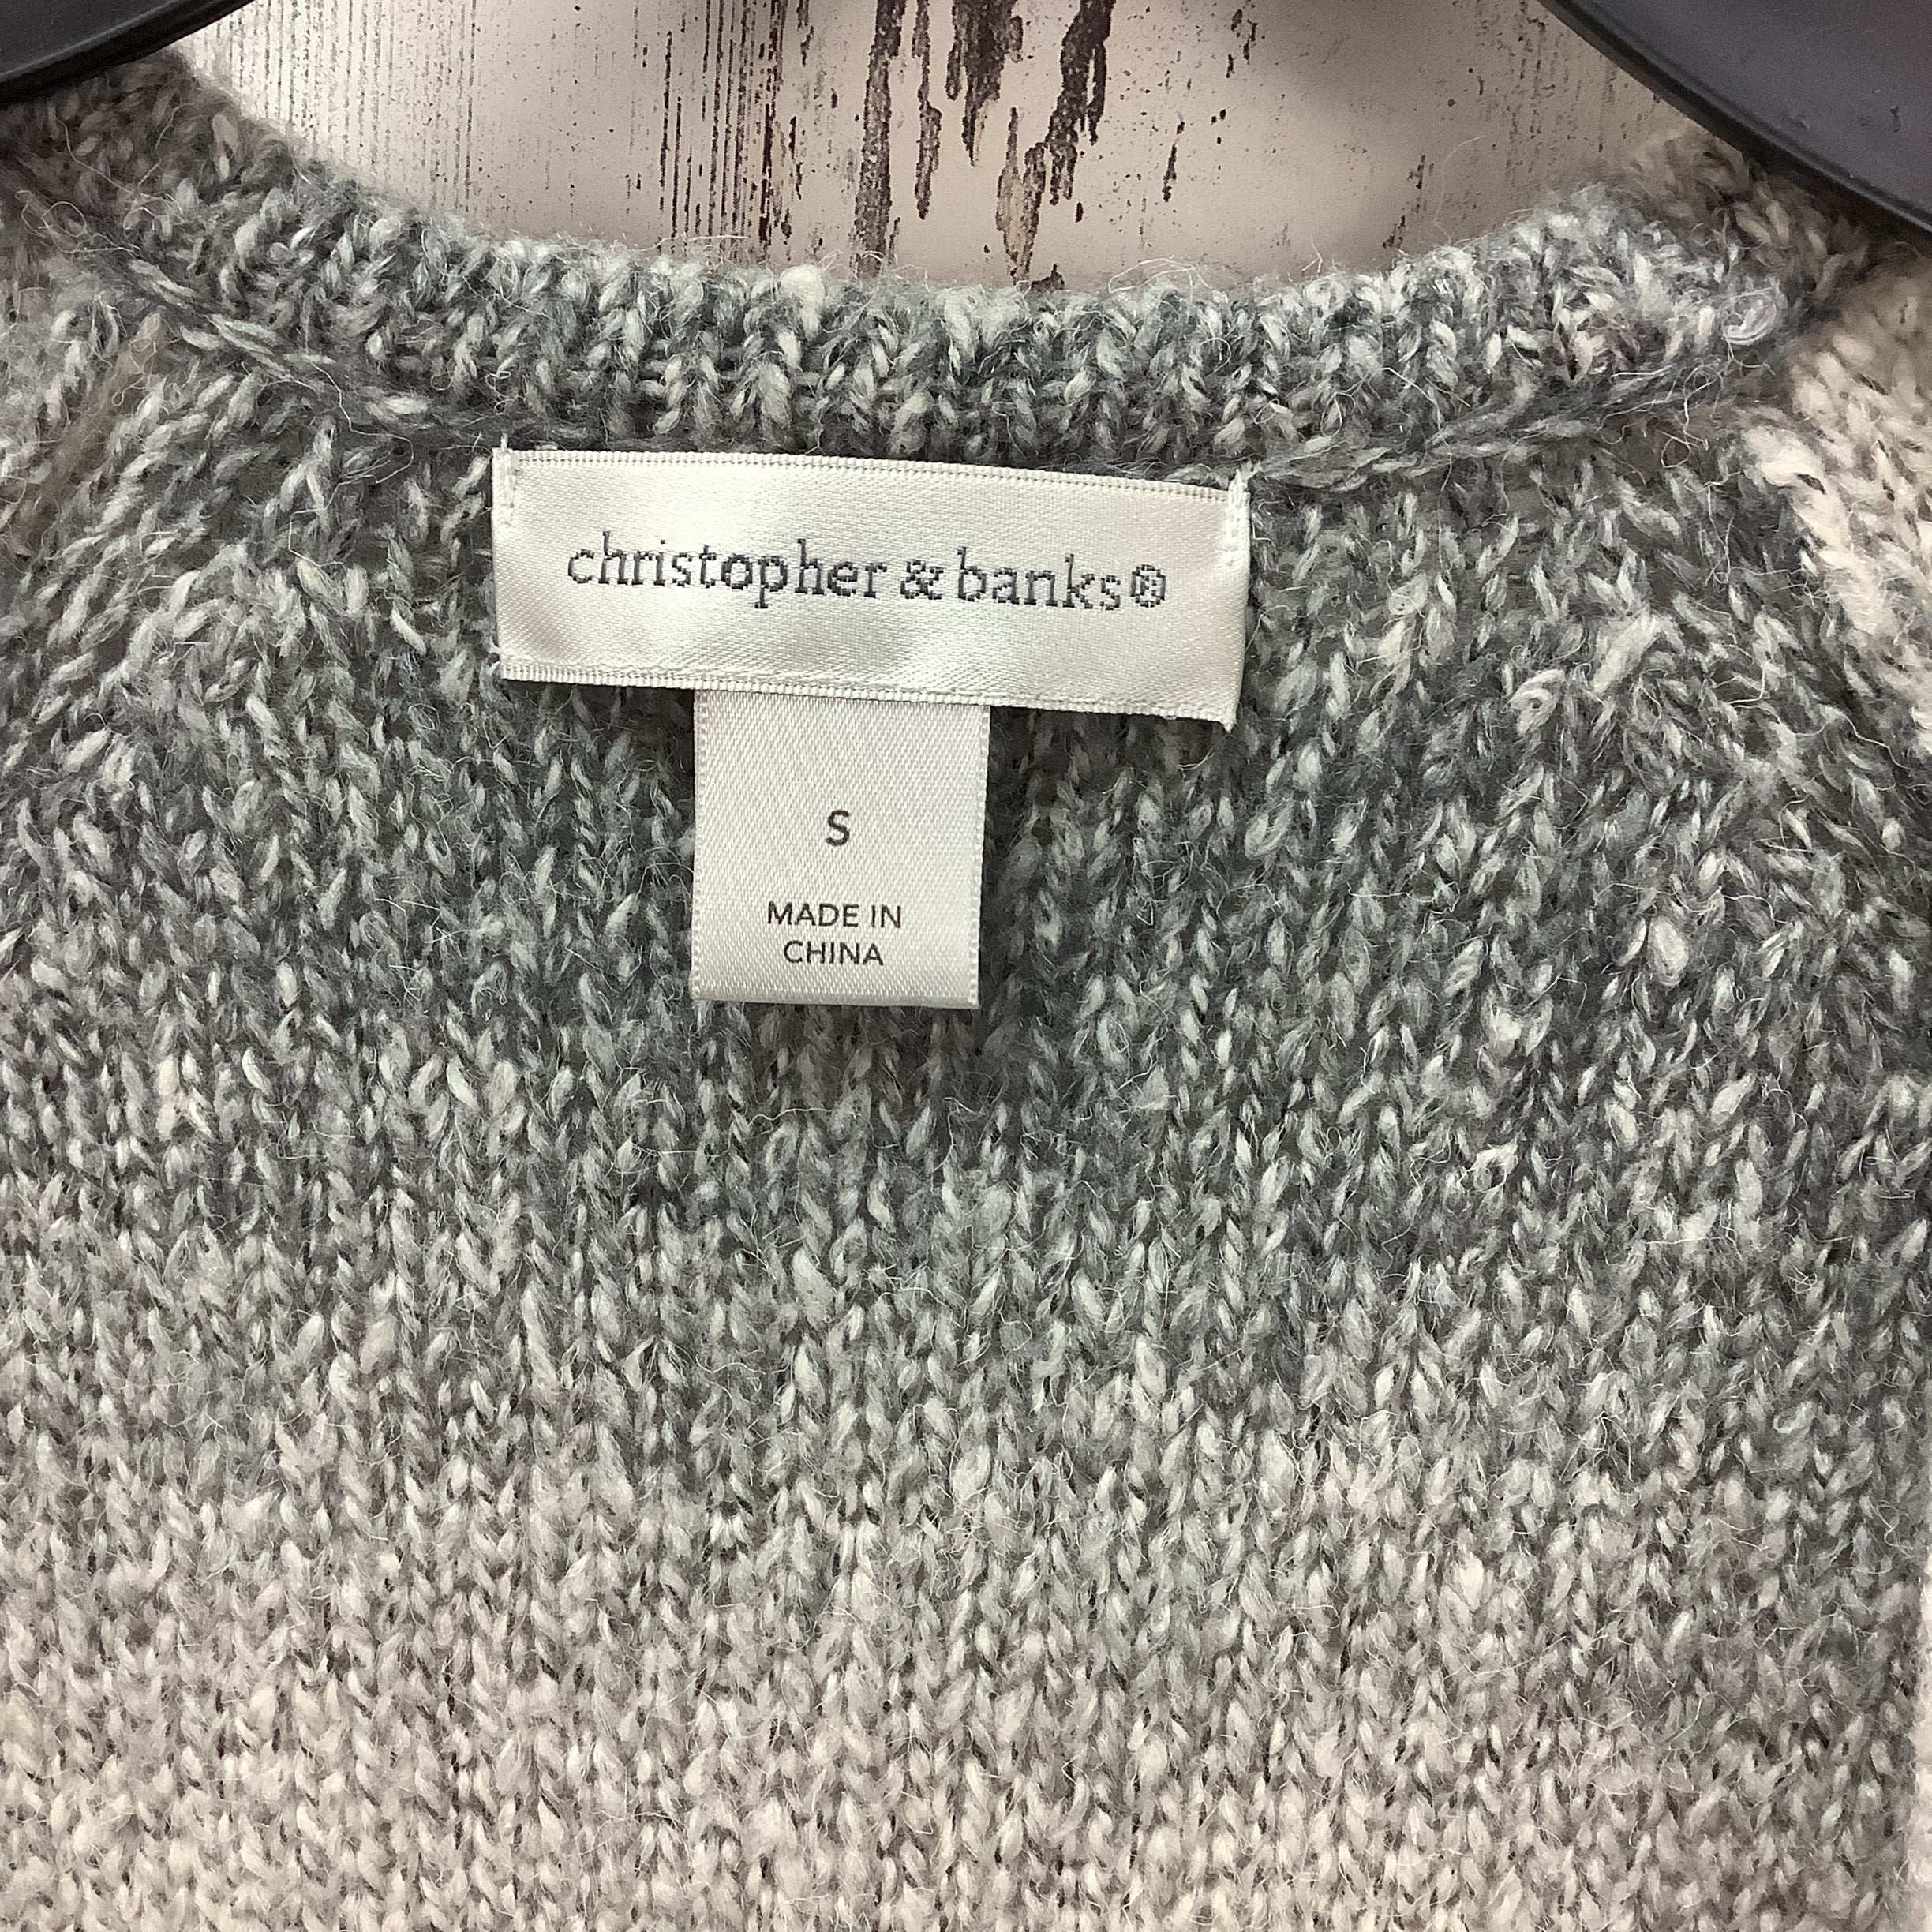 christopher & banks®
S
MADE IN
CHINA